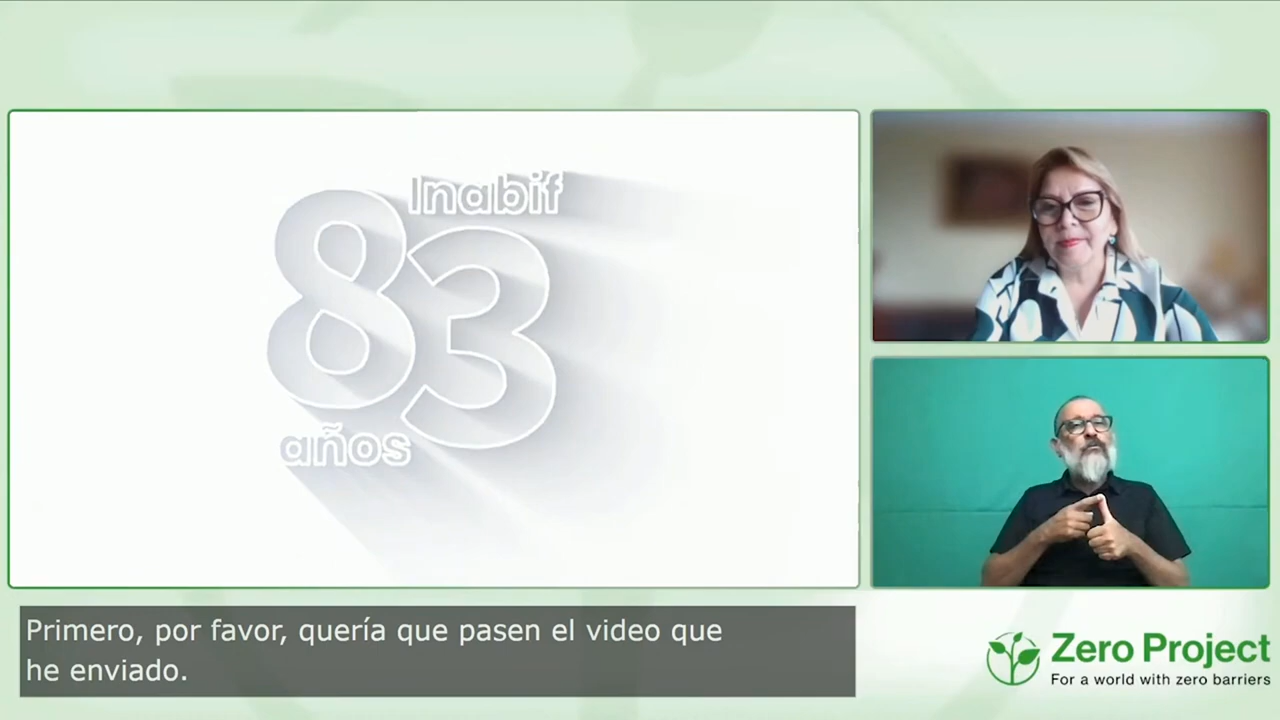 Inabif
83
años
Primero, por favor, quería que pasen el video que
he enviado.
Zero Project
For a world with zero barriers